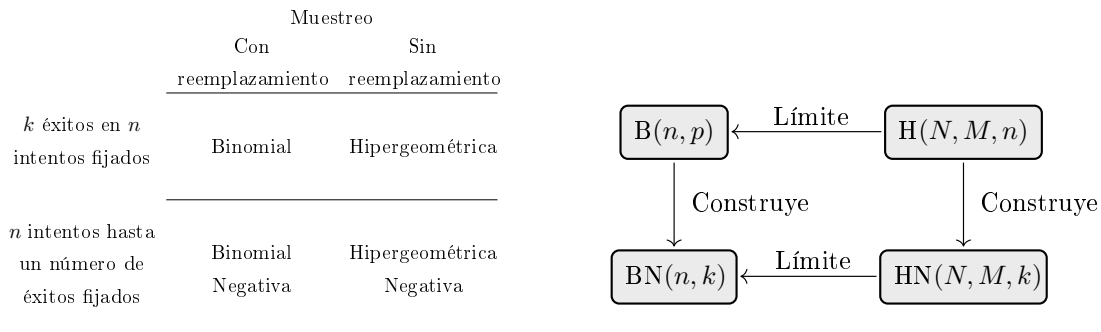 Muestreo
Con Sin
reemplazamiento reemplazamiento
k éxitos en n
intentos fijados
Binomial Hipergeométrica
n intentos hasta
un número de
éxitos fijados
Binomial Hipergeométrica
Negativa Negativa
B(n, p) Límite H(N, M, n)
Construye Construye
BN(n, k) Límite HN(N, M, k)